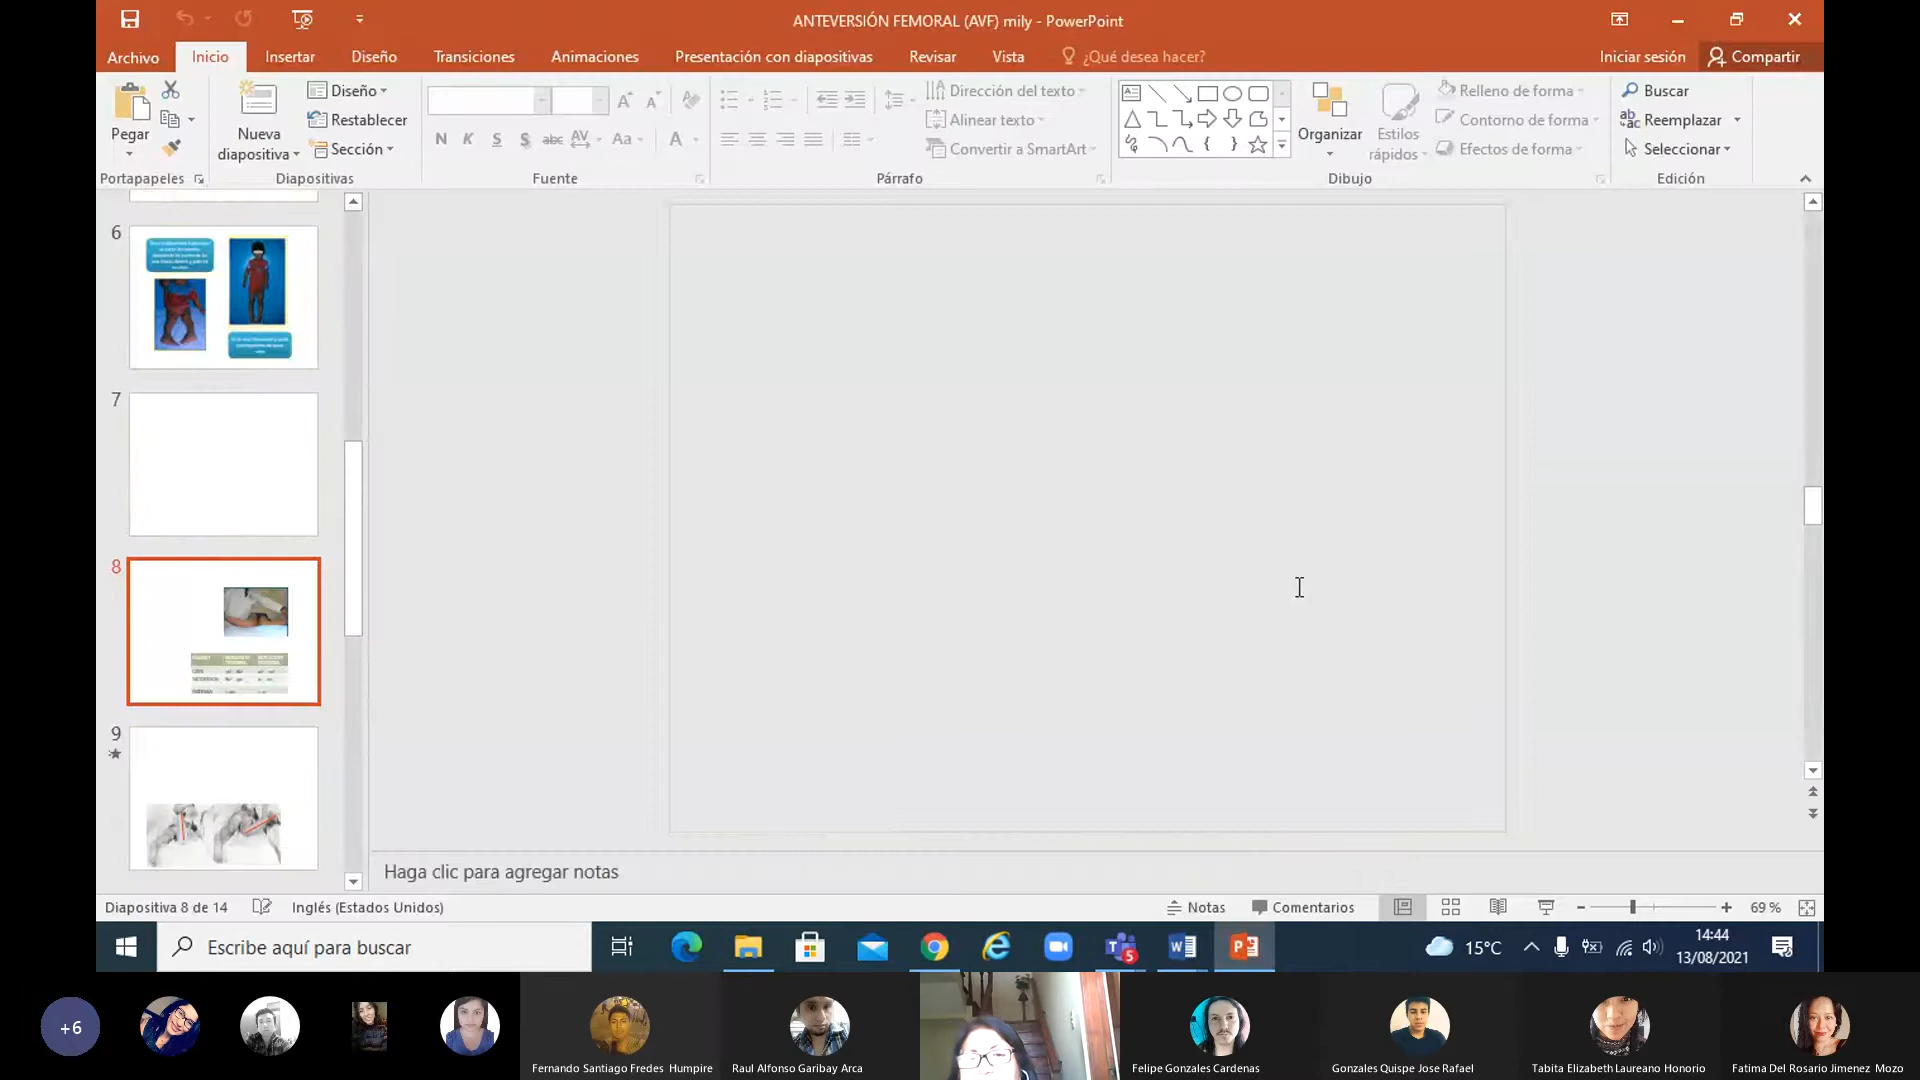 ANTEVERSIÓN FEMORAL (AVF) mily - PowerPoint
Archivo Inicio Insertar Diseño Transiciones Animaciones Presentación con diapositivas Revisar Vista ¿Qué desea hacer? Iniciar sesión Compartir
Pegar
Nueva diapositiva
Diseño
Restablecer
Sección
N K S S abc AV Aa A
Dirección del texto
Alinear texto
Convertir a SmartArt
Organizar
Estilos rápidos
Relleno de forma
Contorno de forma
Efectos de forma
Buscar
Reemplazar
Seleccionar
Portapapeles Diapositivas Fuente Párrafo Dibujo Edición
6
7
8
9
Haga clic para agregar notas
Diapositiva 8 de 14 Inglés (Estados Unidos) Notas Comentarios 69 %
Escribe aquí para buscar
5
15°C
14:44
13/08/2021
+6
Fernando Santiago Fredes Humpire
Raul Alfonso Garibay Arca
Felipe Gonzales Cardenas
Gonzales Quispe Jose Rafael
Tabita Elizabeth Laureano Honorio
Fatima Del Rosario Jimenez Mozo